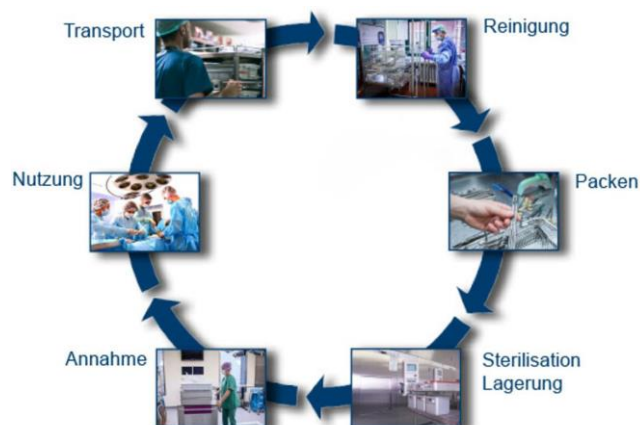 Transport
Reinigung
Nutzung
Packen
Annahme
Sterilisation
Lagerung